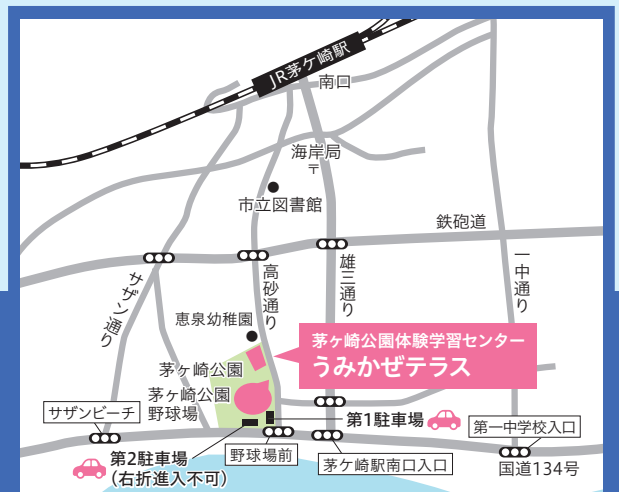 JR茅ケ崎駅
南口
海岸局
〒
市立図書館
鉄砲道
サザン通り
高砂通り
雄三通り
一中通り
恵泉幼稚園
茅ヶ崎公園体験学習センター
うみかぜテラス
茅ヶ崎公園
茅ヶ崎公園
野球場
サザンビーチ
第1駐車場
第一中学校入口
第2駐車場
(右折進入不可)
野球場前
茅ヶ崎駅南口入口
国道134号